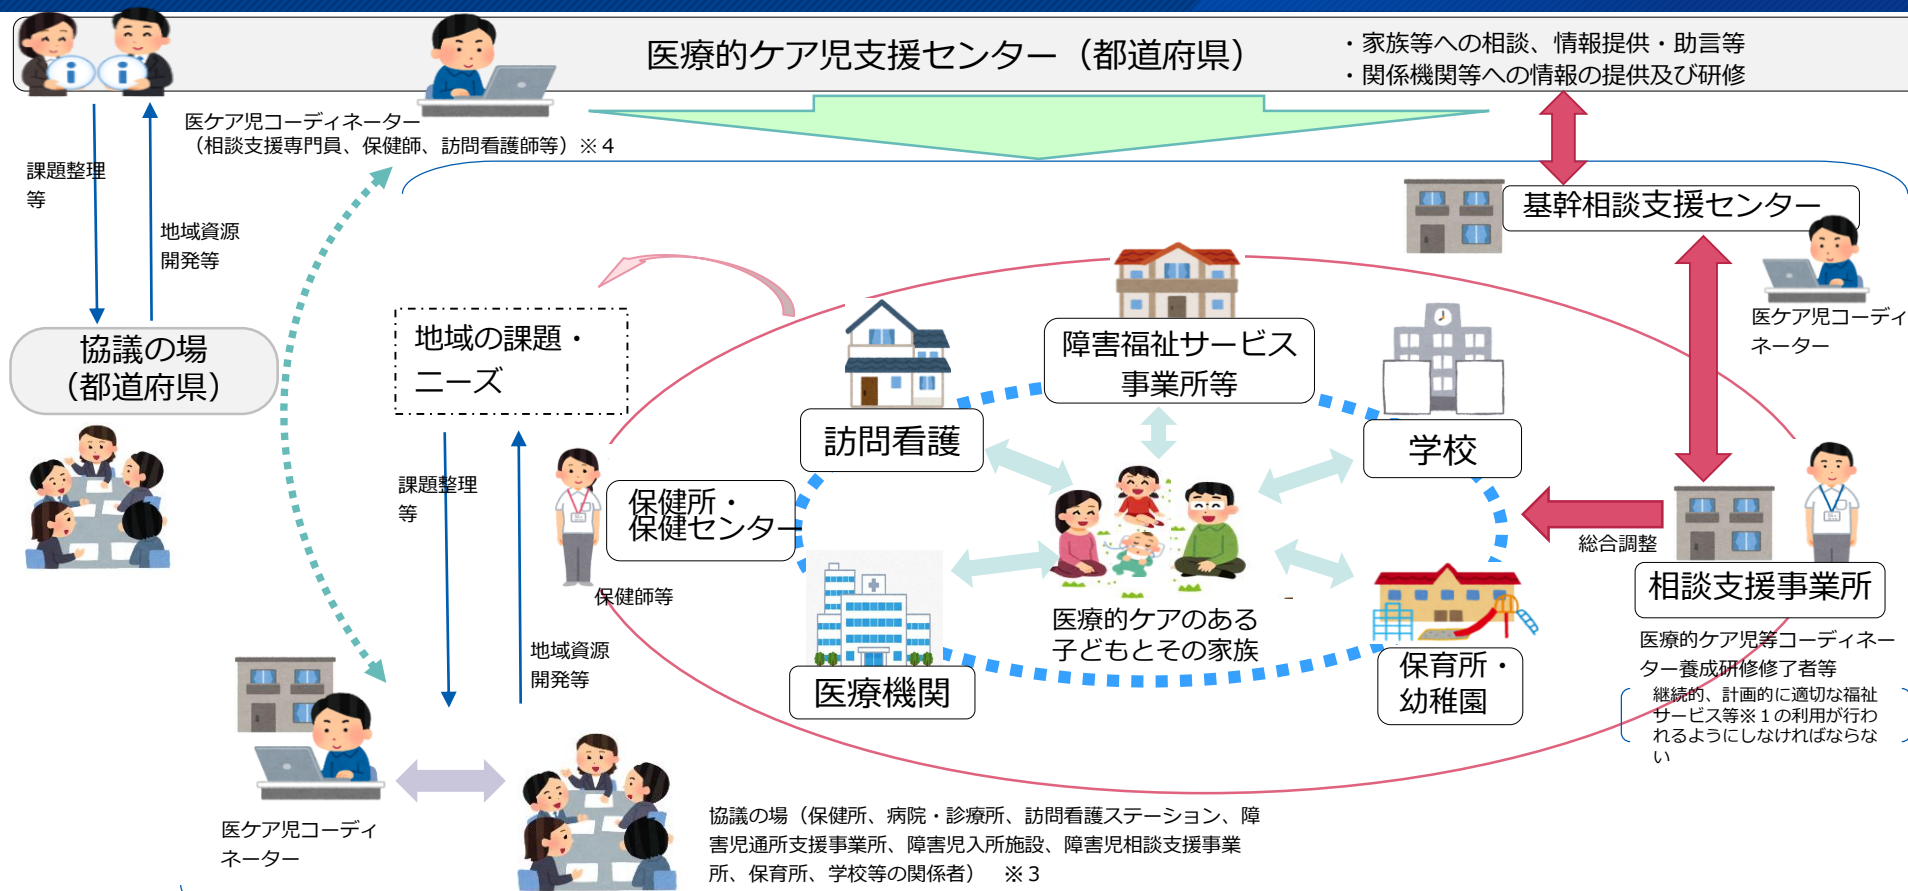 医療的ケア児支援センター（都道府県）
・家族等への相談、情報提供・助言等
・関係機関等への情報の提供及び研修
医ケア児コーディネーター
（相談支援専門員、保健師、訪問看護師等）※４
課題整理
等
地域資源
開発等
協議の場
（都道府県）
基幹相談支援センター
医ケア児コーディ
ネーター
地域の課題・
ニーズ
課題整理
等
地域資源
開発等
障害福祉サービス
事業所等
訪問看護
学校
保健所・
保健センター
保健師等
医療機関
医療的ケアのある
子どもとその家族
保育所・
幼稚園
総合調整
相談支援事業所
医療的ケア児等コーディネー
ター養成研修修了者等
継続的、計画的に適切な福祉
サービス等※１の利用が行わ
れるようにしなければならな
い
医ケア児コーディ
ネーター
協議の場（保健所、病院・診療所、訪問看護ステーション、障
害児通所支援事業所、障害児入所施設、障害児相談支援事業
所、保育所、学校等の関係者）　※３